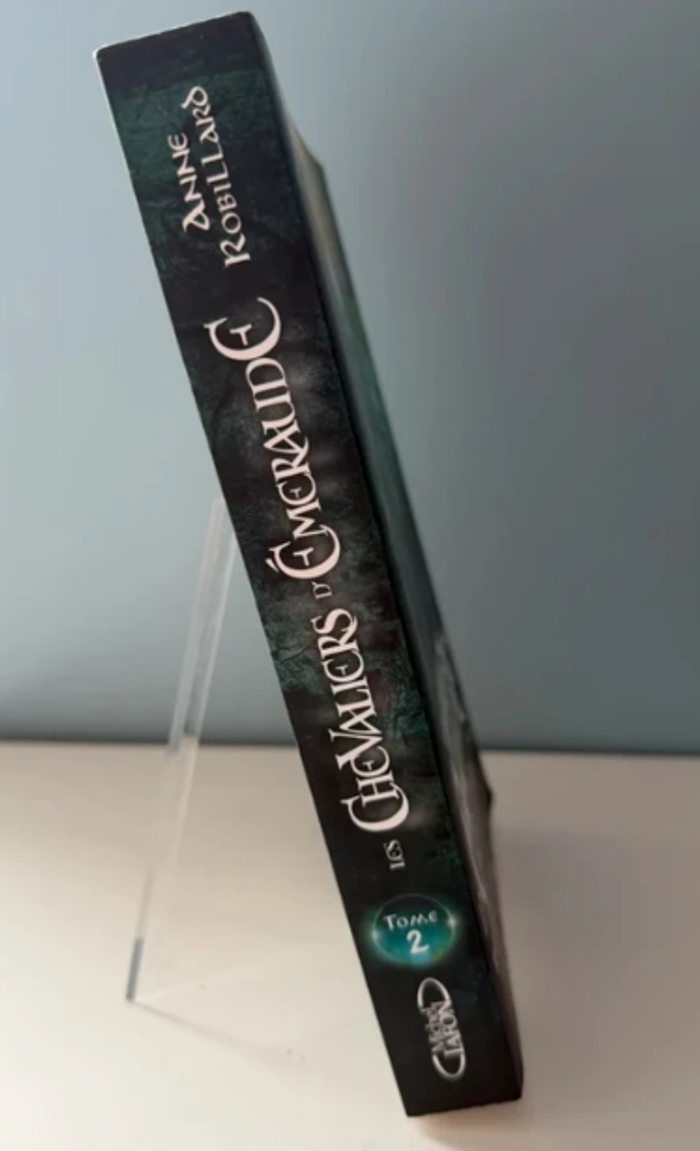 ANNE
ROBILLARD
LES CHEVALIERS D'ÉMERAUDE
TOME
2
Michel
LAFON